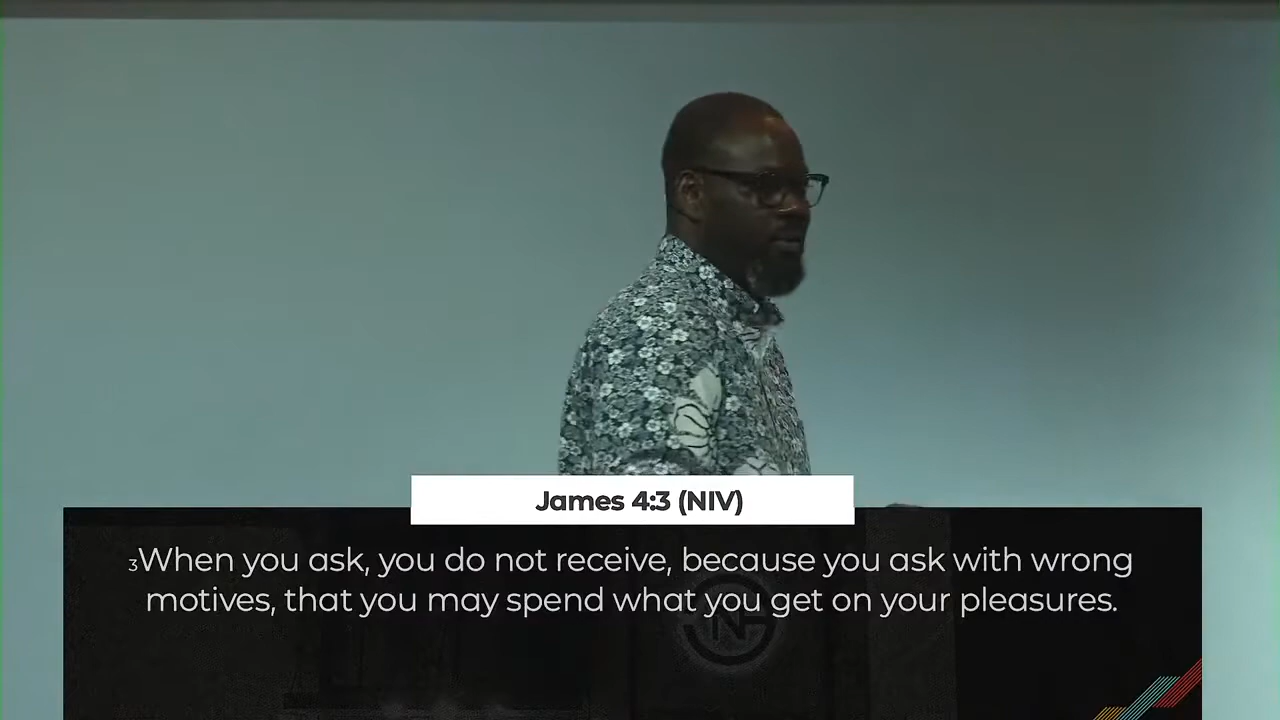 James 4:3 (NIV)
3When you ask, you do not receive, because you ask with wrong
motives, that you may spend what you get on your pleasures.
N